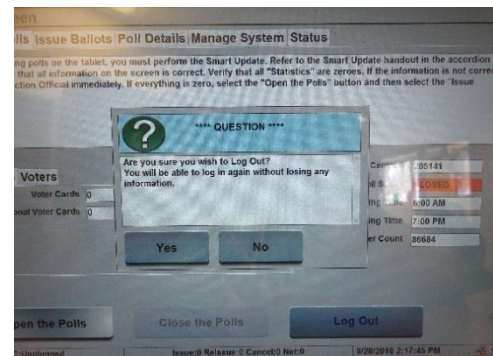 een
lls Issue Ballots Poll Details Manage System Status
ng polls on the tablet, you must perform the Smart Update. Refer to the Smart Update handout in the accordion
that all information on the screen is correct. Verify that all "Statistics" are zeroes. If the information is not corre
ction Official immediately. If everything is zero, select the "Open the Polls" button and then select the "Issue
**** QUESTION ****
Are you sure you wish to Log Out?
You will be able to log in again without losing any
information.
Yes No
Voters
Voter Cards 0
onal Voter Cards 0
205141
CLOSED
6:00 AM
ing Time 7:00 PM
er Count 86684
pen the Polls Close the Polls Log Out
Unplugged Issue:0 Reissue:0 Cancel:0 Net:0 9/20/2018 2:17:45 PM